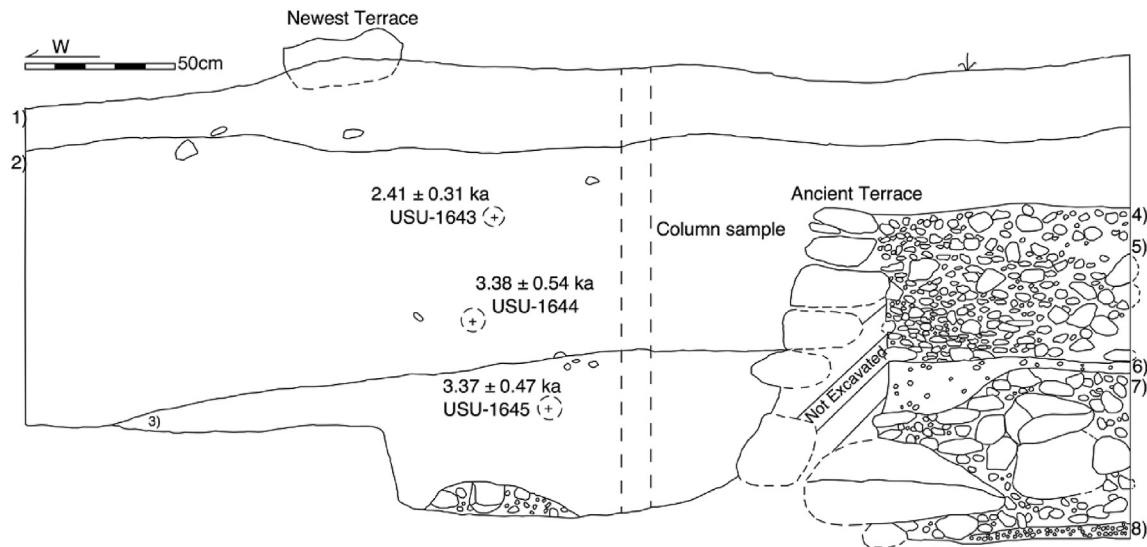 Newest Terrace
W
50cm
1)
2)
2.41 ± 0.31 ka
USU-1643
Ancient Terrace
Column sample
4)
5)
3.38 ± 0.54 ka
USU-1644
Not Excavated
6)
7)
3.37 ± 0.47 ka
USU-1645
3)
8)